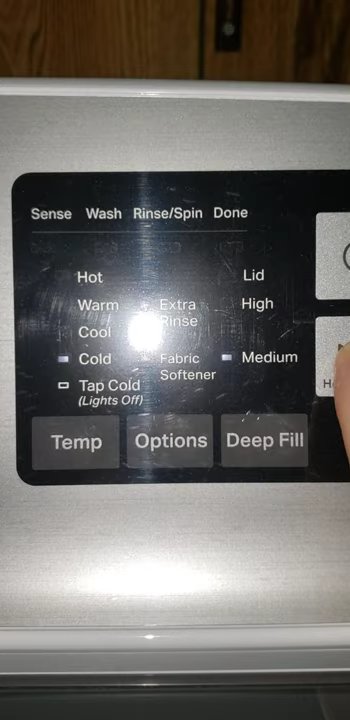 Sense Wash Rinse/Spin Done
Hot Lid
Warm Extra Rinse High
Cool
Cold Fabric Softener Medium
Tap Cold
(Lights Off)
Temp Options Deep Fill